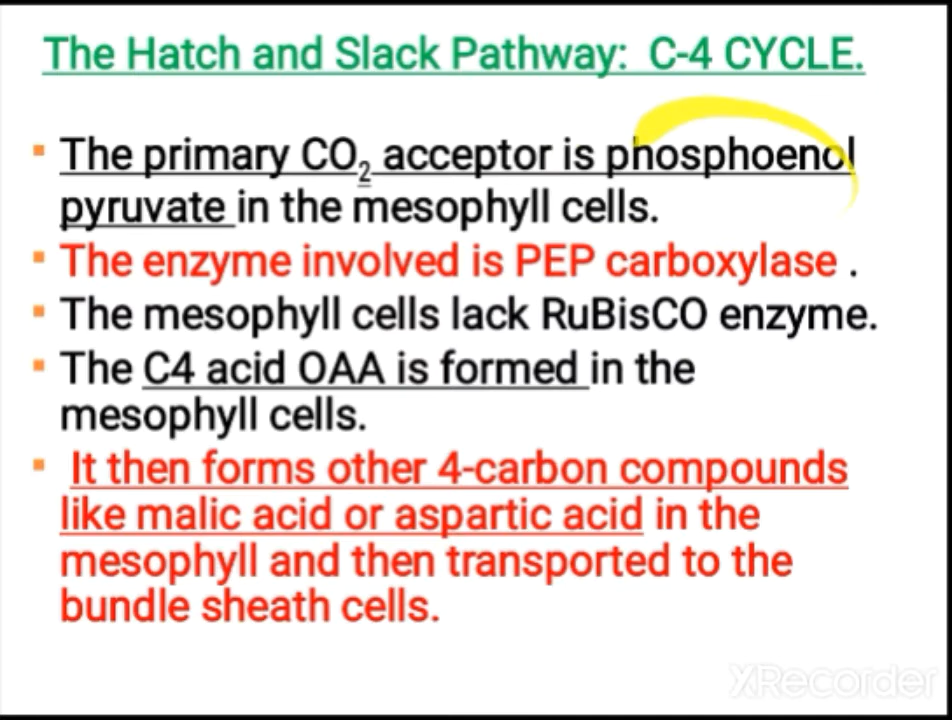 The Hatch and Slack Pathway: C-4 CYCLE.
▪ The primary CO₂ acceptor is phosphoenol
pyruvate in the mesophyll cells.
▪ The enzyme involved is PEP carboxylase .
▪ The mesophyll cells lack RuBisCO enzyme.
▪ The C4 acid OAA is formed in the
mesophyll cells.
▪ It then forms other 4-carbon compounds
like malic acid or aspartic acid in the
mesophyll and then transported to the
bundle sheath cells.
XRecorder